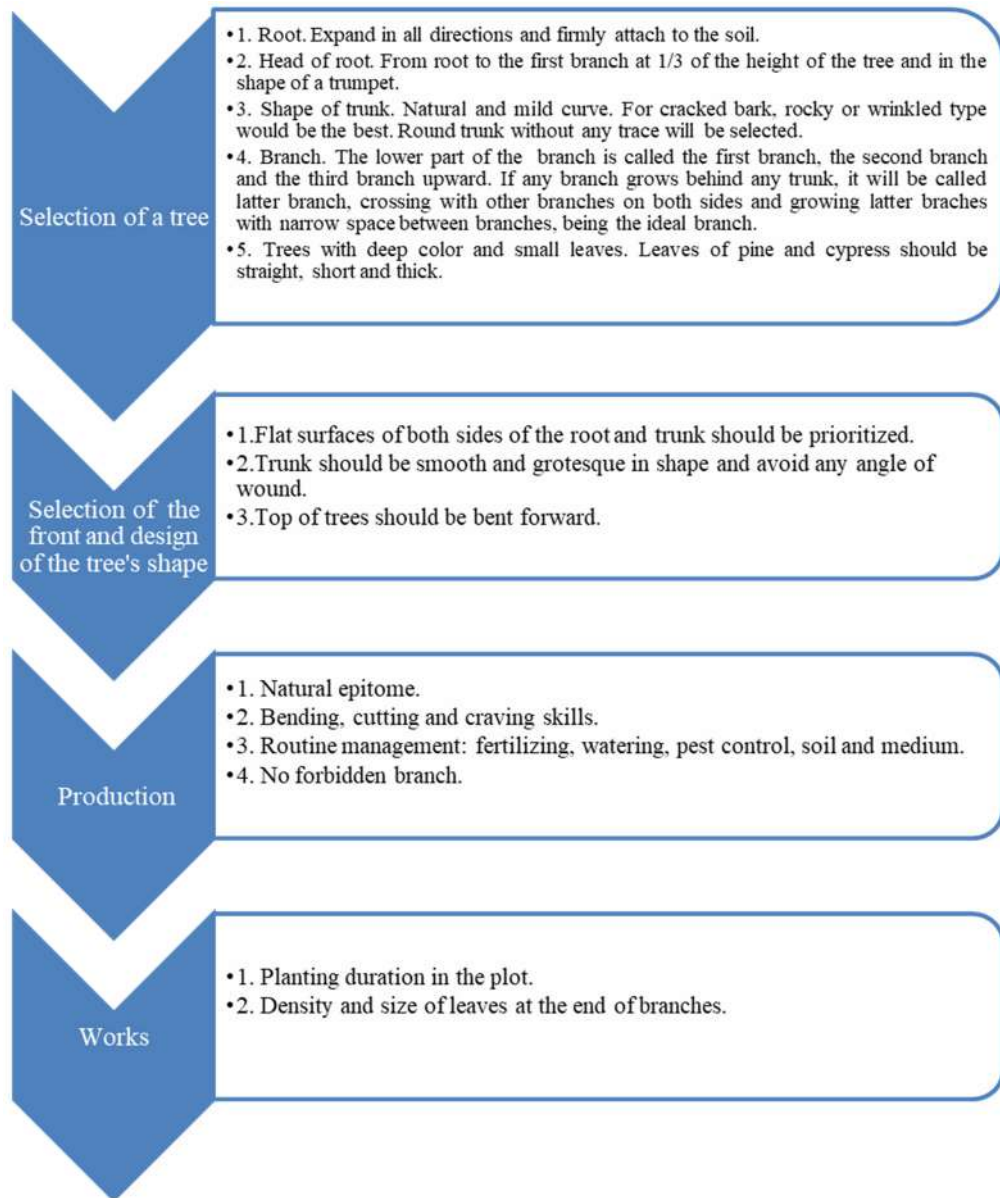 Selection of a tree
•1. Root. Expand in all directions and firmly attach to the soil.
•2. Head of root. From root to the first branch at 1/3 of the height of the tree and in the
shape of a trumpet.
•3. Shape of trunk. Natural and mild curve. For cracked bark, rocky or wrinkled type
would be the best. Round trunk without any trace will be selected.
•4. Branch. The lower part of the branch is called the first branch, the second branch
and the third branch upward. If any branch grows behind any trunk, it will be called
latter branch, crossing with other branches on both sides and growing latter braches
with narrow space between branches, being the ideal branch.
•5. Trees with deep color and small leaves. Leaves of pine and cypress should be
straight, short and thick.
Selection of the
front and design
of the tree's shape
•1.Flat surfaces of both sides of the root and trunk should be prioritized.
•2.Trunk should be smooth and grotesque in shape and avoid any angle of
wound.
•3.Top of trees should be bent forward.
Production
•1. Natural epitome.
•2. Bending, cutting and craving skills.
•3. Routine management: fertilizing, watering, pest control, soil and medium.
•4. No forbidden branch.
Works
•1. Planting duration in the plot.
•2. Density and size of leaves at the end of branches.